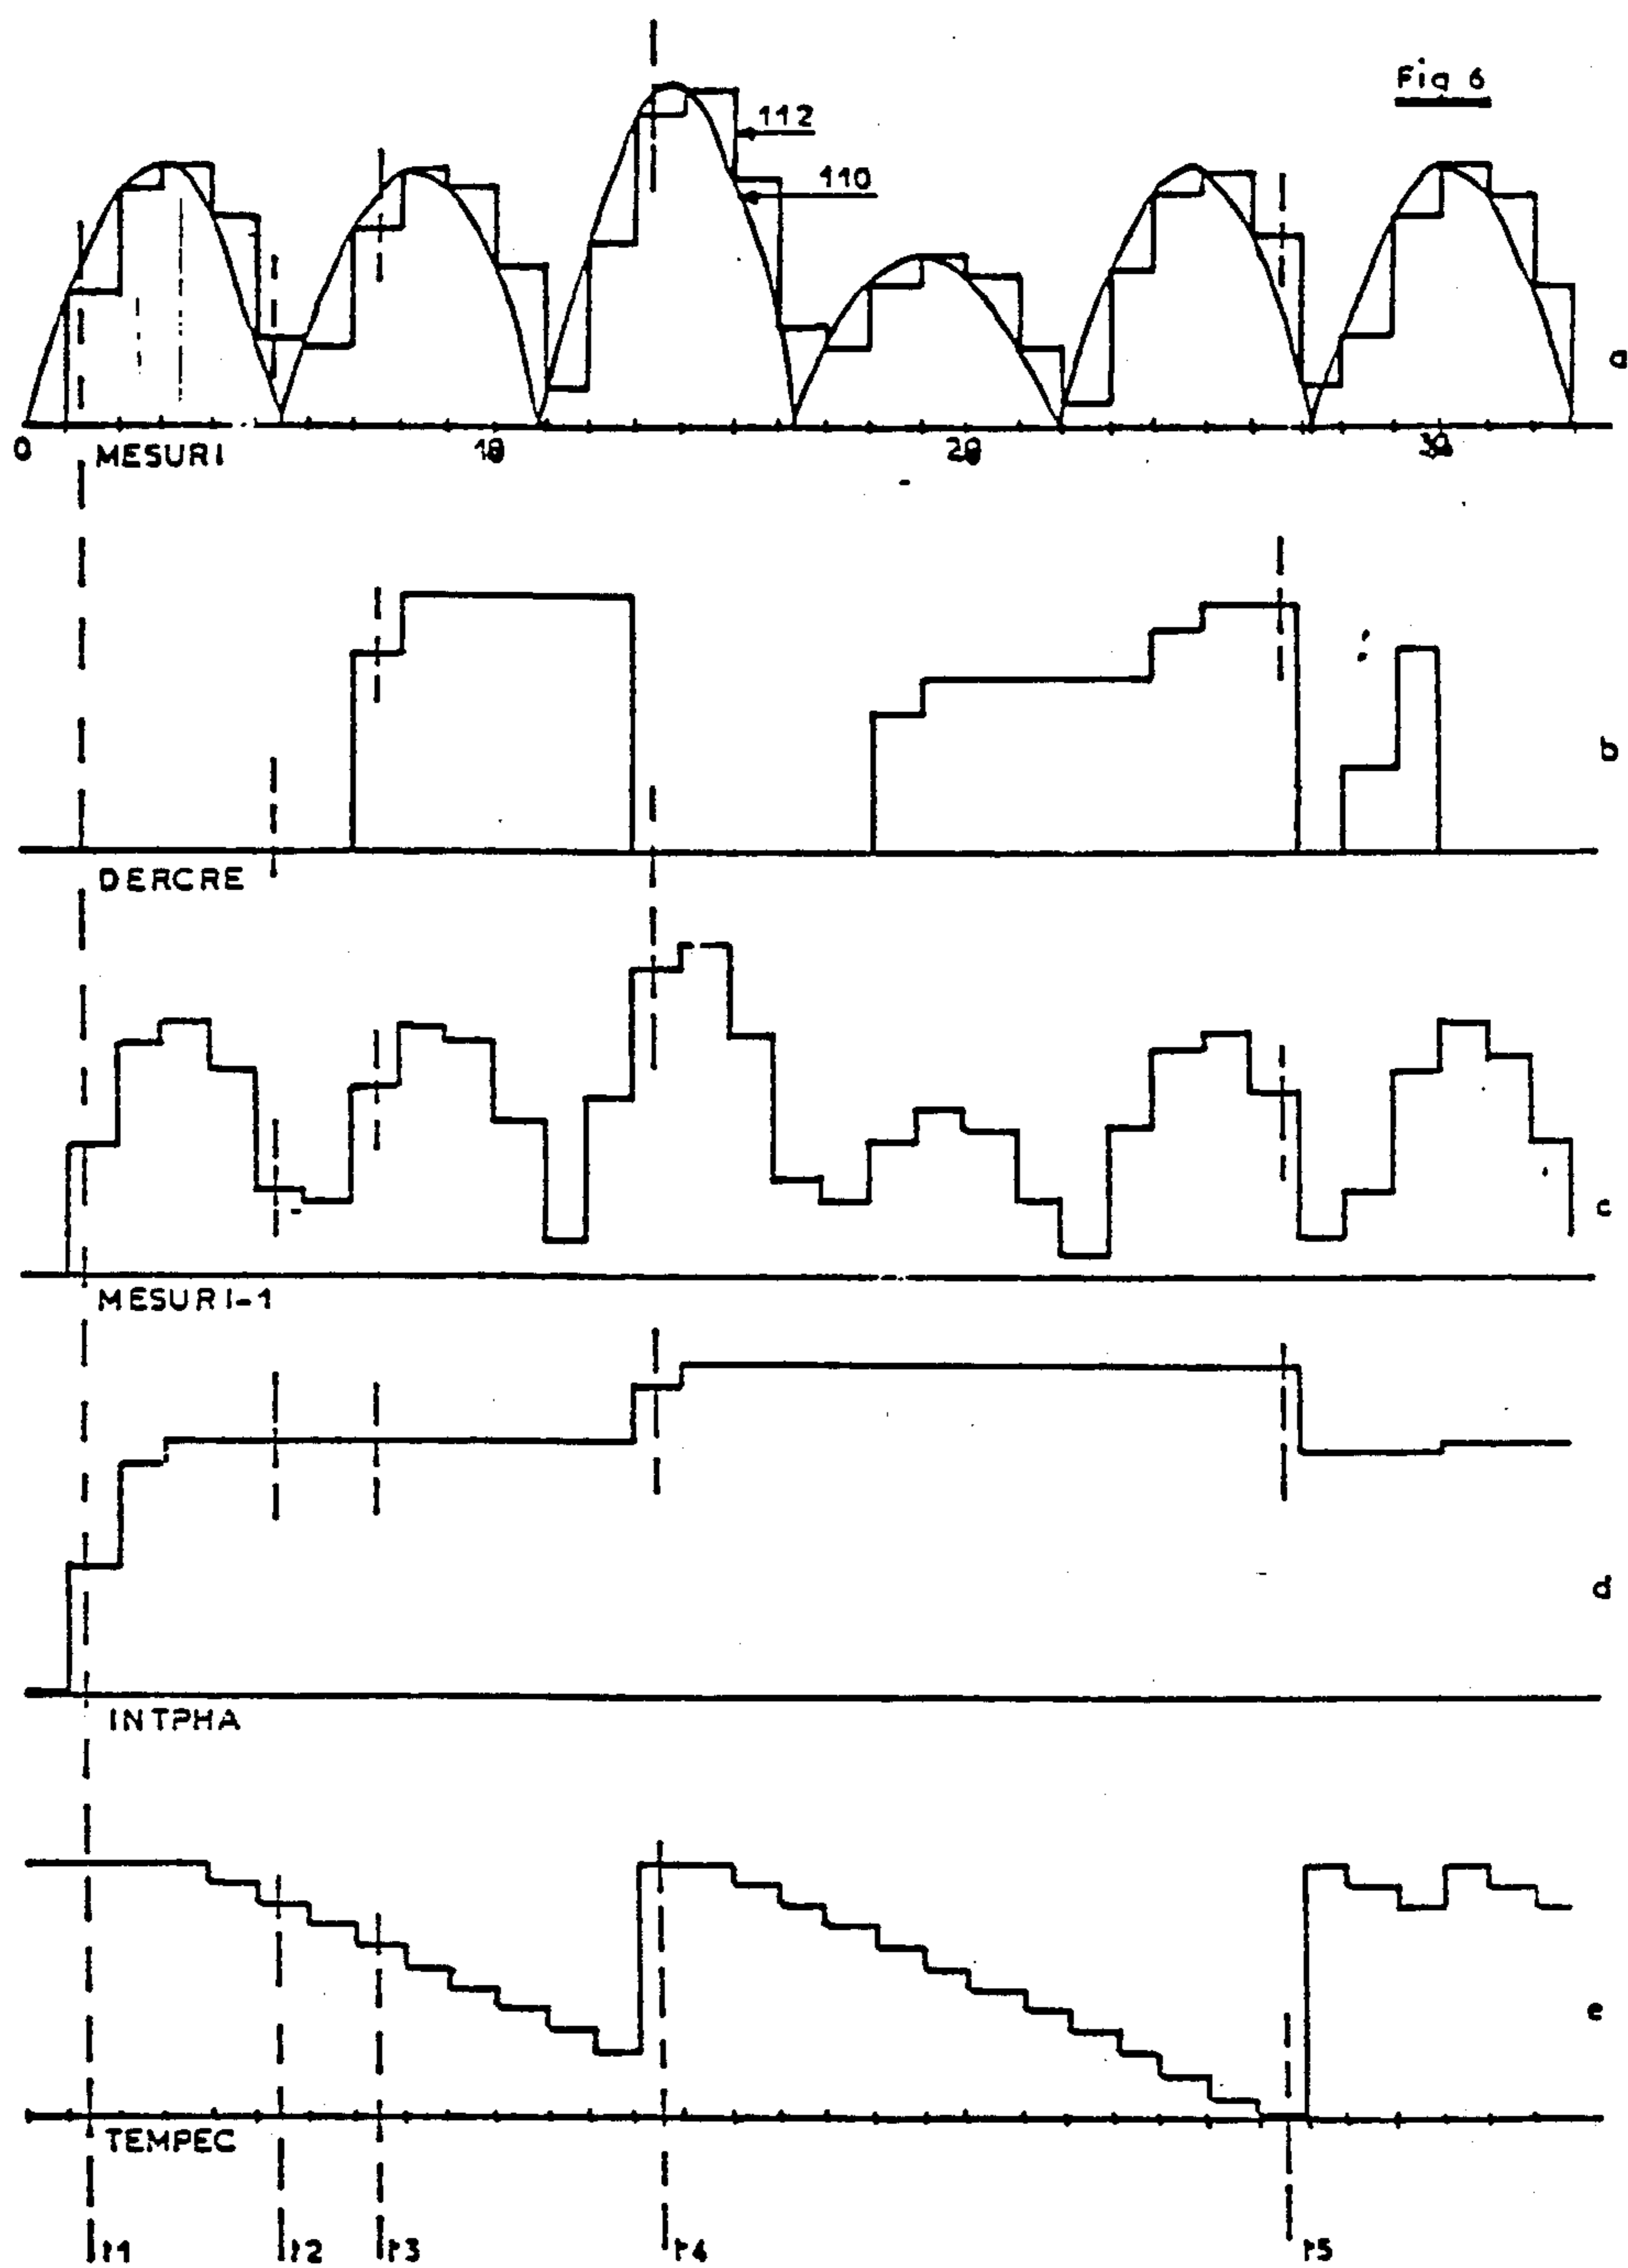 Fig 6
112
110
a
0 10 20 30
MESURI
b
DERCRE
c
MESURI-1
d
INTPHA
e
TEMPEC
t1 t2 t3 t4 t5